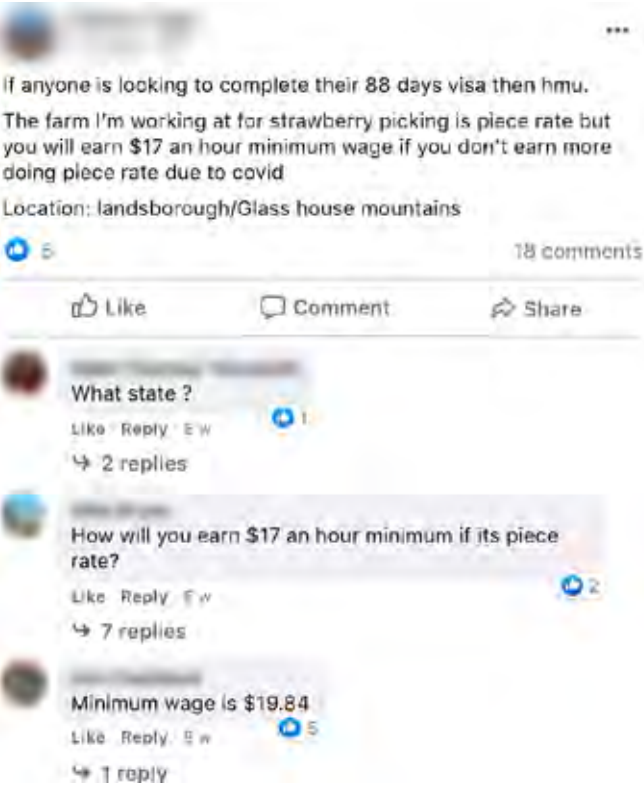 If anyone is looking to complete their 88 days visa then hmu.
The farm I'm working at for strawberry picking is piece rate but
you will earn $17 an hour minimum wage if you don't earn more
doing piece rate due to covid
Location: landsborough/Glass house mountains
18 comments
Like Comment Share
What state ?
Like Reply w
1
2 replies
How will you earn $17 an hour minimum if its piece
rate?
2
Like Reply w
7 replies
Minimum wage is $19.84
5
Like Reply w
1 reply